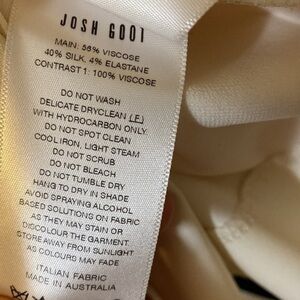 JOSH GOOT
MAIN: 56% VISCOSE
40% SILK, 4% ELASTANE
CONTRAST 1: 100% VISCOSE
DO NOT WASH
DELICATE DRYCLEAN (F)
WITH HYDROCARBON ONLY
DO NOT SPOT CLEAN
COOL IRON, LIGHT STEAM
DO NOT SCRUB
DO NOT BLEACH
DO NOT TUMBLE DRY
HANG TO DRY IN SHADE
AVOID SPRAYING ALCOHOL
BASED SOLUTIONS ON FABRIC
AS THEY MAY STAIN OR
DISCOLOUR THE GARMENT.
STORE AWAY FROM SUNLIGHT
AS COLOURS MAY FADE
ITALIAN FABRIC
MADE IN AUSTRALIA